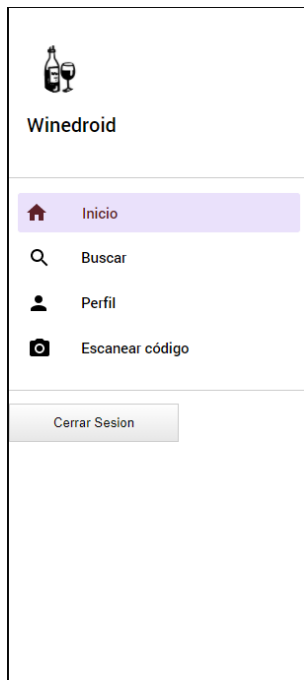 Winedroid
Inicio
Buscar
Perfil
Escanear código
Cerrar Sesion